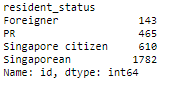 resident_status
Foreigner 143
PR 465
Singapore citizen 610
Singaporean 1782
Name: id, dtype: int64